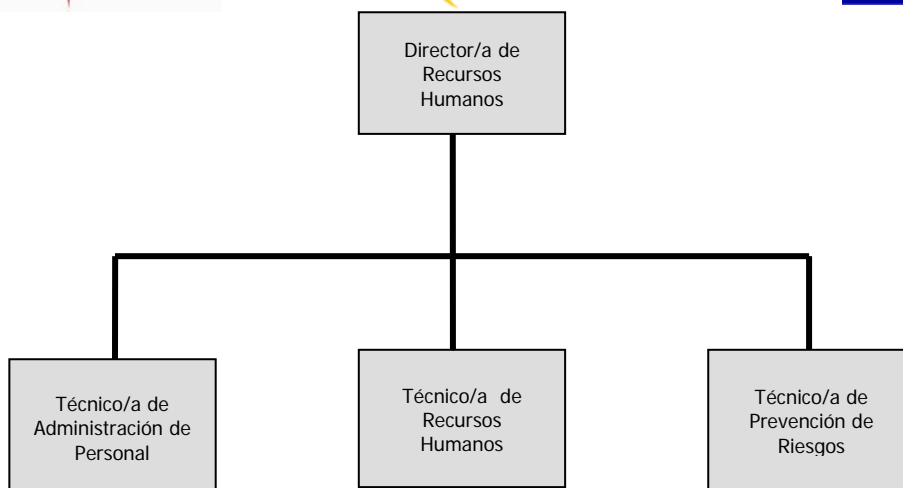 Director/a de
Recursos
Humanos
Técnico/a de
Administración de
Personal
Técnico/a de
Recursos
Humanos
Técnico/a de
Prevención de
Riesgos